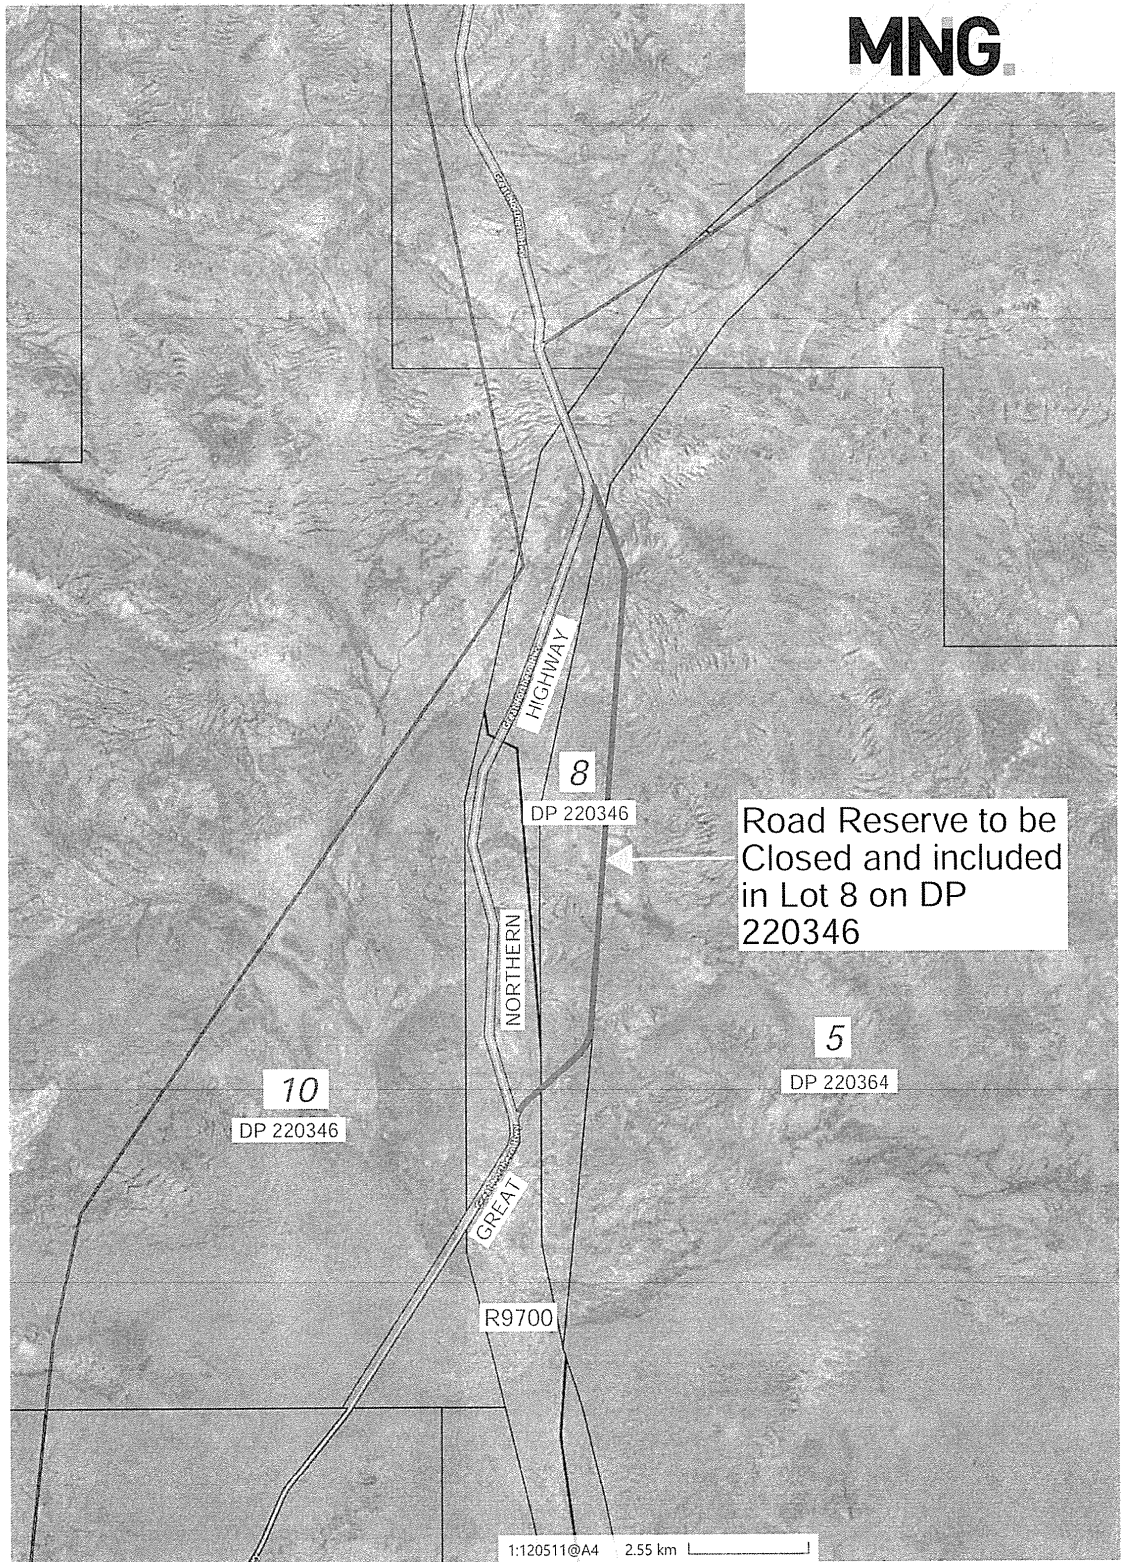 MNG.
HIGHWAY
8
DP 220346
Road Reserve to be
Closed and included
in Lot 8 on DP
220346
NORTHERN
5
DP 220364
10
DP 220346
GREAT
R9700
1:120511@A4 2.55 km